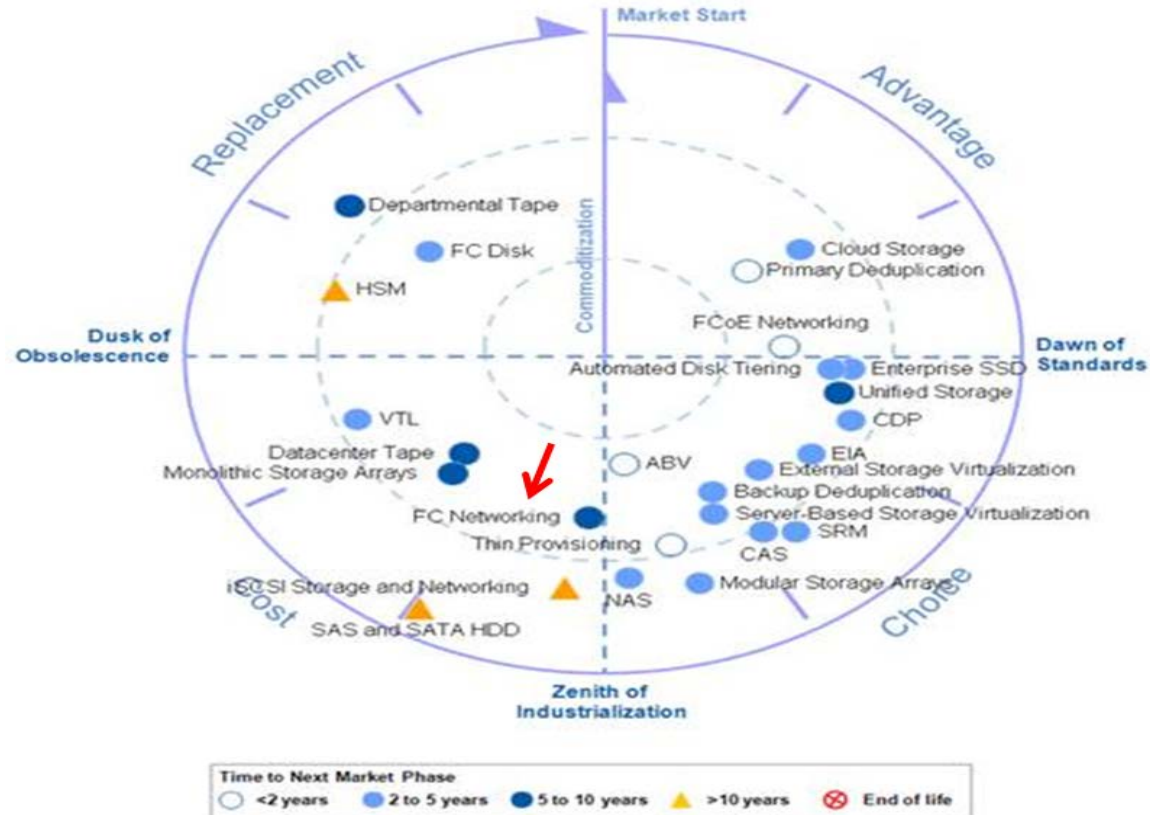 Market Start
Replacement
Advantage
Commoditization
Departmental Tape
FC Disk
HSM
Cloud Storage
Primary Deduplication
FCoE Networking
Dusk of
Obsolescence
Dawn of
Standards
Automated Disk Tiering
Enterprise SSD
Unified Storage
CDP
VTL
Datacenter Tape
Monolithic Storage Arrays
ABV
EIA
External Storage Virtualization
Backup Deduplication
Server-Based Storage Virtualization
FC Networking
SRM
CAS
Thin Provisioning
iSCSI Storage and Networking
NAS
Modular Storage Arrays
Cost
Choice
SAS and SATA HDD
Zenith of
Industrialization
Time to Next Market Phase
<2 years 2 to 5 years 5 to 10 years >10 years End of life